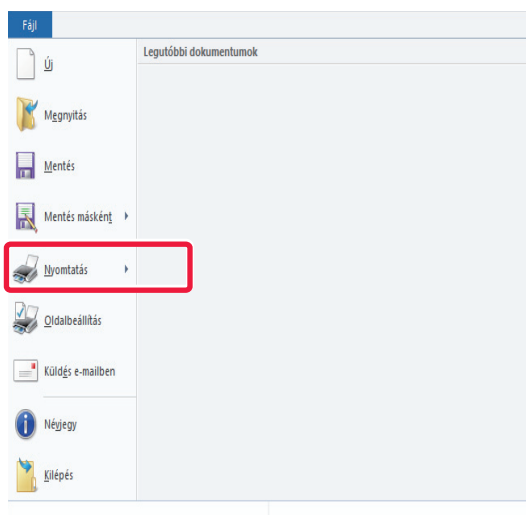 Fájl
Legutóbbi dokumentumok
Új
Megnyitás
Mentés
Mentés másként
Nyomtatás
Oldalbeállítás
Küldés e-mailben
Névjegy
Kilépés